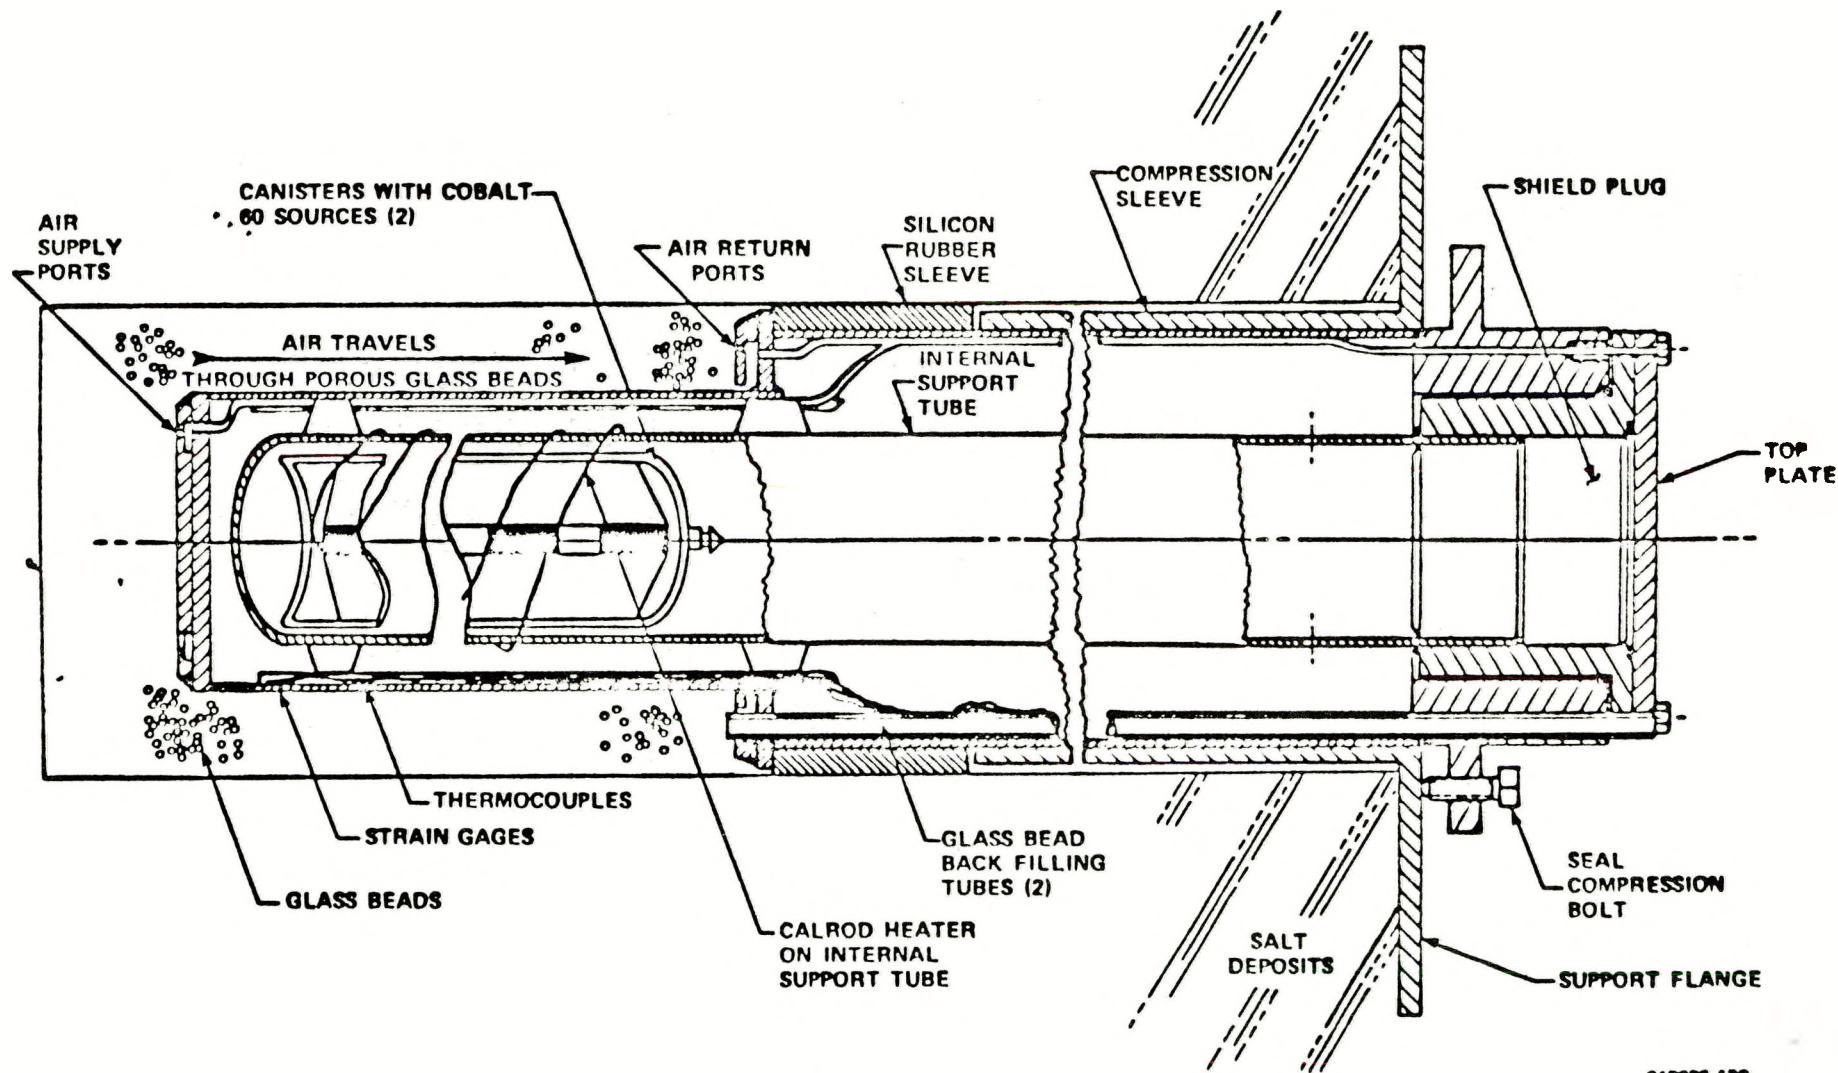 CANISTERS WITH COBALT
60 SOURCES (2)
AIR
SUPPLY
PORTS
AIR RETURN
PORTS
SILICON
RUBBER
SLEEVE
COMPRESSION
SLEEVE
SHIELD PLUG
AIR TRAVELS
THROUGH POROUS GLASS BEADS
INTERNAL
SUPPORT
TUBE
TOP
PLATE
THERMOCOUPLES
STRAIN GAGES
GLASS BEADS
GLASS BEAD
BACK FILLING
TUBES (2)
CALROD HEATER
ON INTERNAL
SUPPORT TUBE
SALT
DEPOSITS
SEAL
COMPRESSION
BOLT
SUPPORT FLANGE